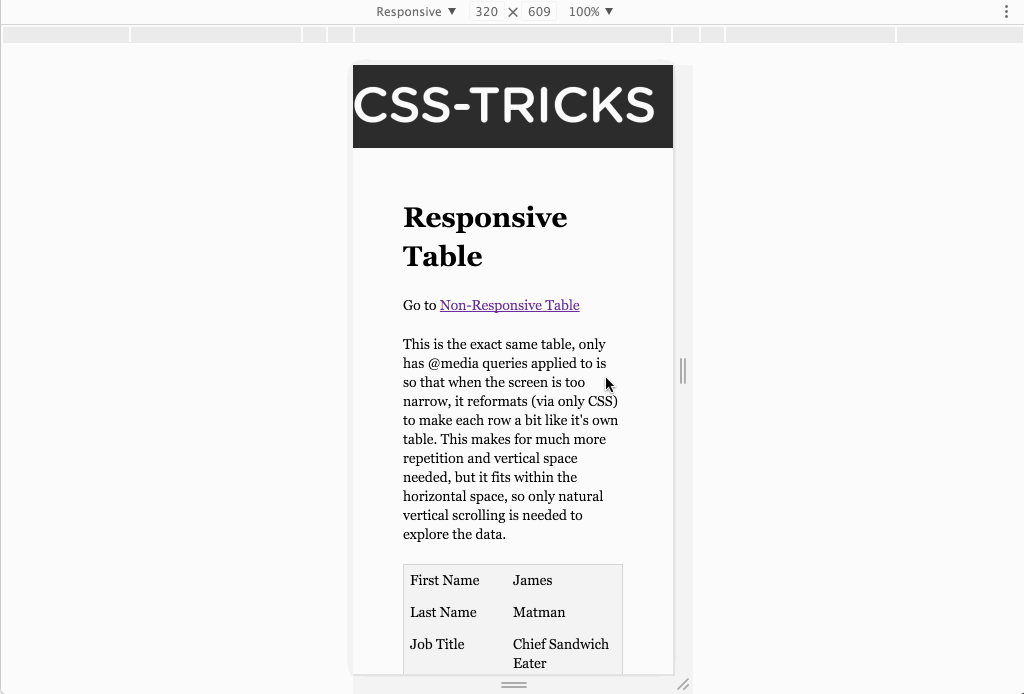 Responsive ▼ 320 × 609 100% ▼
CSS-TRICKS
Responsive
Table
Go to Non-Responsive Table
This is the exact same table, only
has @media queries applied to is
so that when the screen is too
narrow, it reformats (via only CSS)
to make each row a bit like it's own
table. This makes for much more
repetition and vertical space
needed, but it fits within the
horizontal space, so only natural
vertical scrolling is needed to
explore the data.
First Name James
Last Name Matman
Job Title Chief Sandwich
Eater